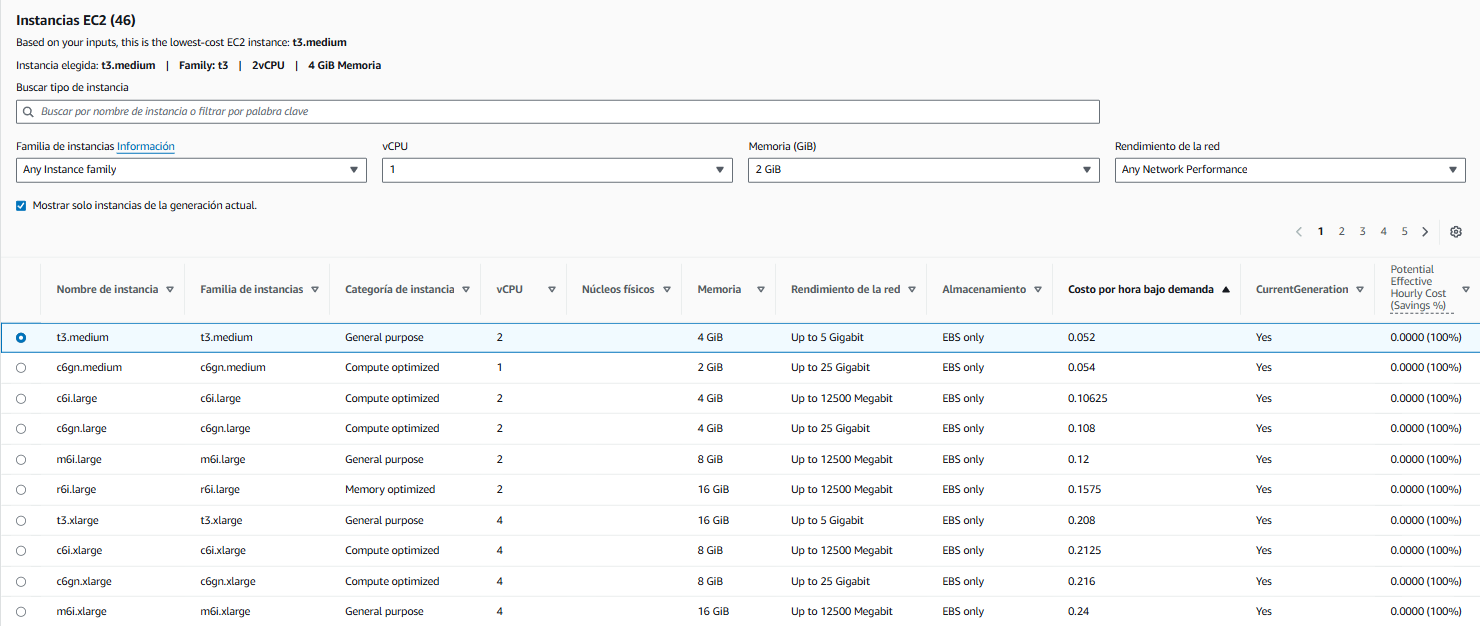 Instancias EC2 (46)
Based on your inputs, this is the lowest-cost EC2 instance: t3.medium
Instancia elegida: t3.medium | Family: t3 | 2vCPU | 4 GiB Memoria
Buscar tipo de instancia
Buscar por nombre de instancia o filtrar por palabra clave
Familia de instancias Información vCPU Memoria (GiB) Rendimiento de la red
Any Instance family 1 2 GiB Any Network Performance
Mostrar solo instancias de la generación actual.
1 2 3 4 5
Nombre de instancia Familia de instancias Categoría de instancia vCPU Núcleos físicos Memoria Rendimiento de la red Almacenamiento Costo por hora bajo demanda CurrentGeneration Potential
Effective
Hourly Cost
(Savings %)
t3.medium t3.medium General purpose 2 4 GiB Up to 5 Gigabit EBS only 0.052 Yes 0.0000 (100%)
c6gn.medium c6gn.medium Compute optimized 1 2 GiB Up to 25 Gigabit EBS only 0.054 Yes 0.0000 (100%)
c6i.large c6i.large Compute optimized 2 4 GiB Up to 12500 Megabit EBS only 0.10625 Yes 0.0000 (100%)
c6gn.large c6gn.large Compute optimized 2 4 GiB Up to 25 Gigabit EBS only 0.108 Yes 0.0000 (100%)
m6i.large m6i.large General purpose 2 8 GiB Up to 12500 Megabit EBS only 0.12 Yes 0.0000 (100%)
r6i.large r6i.large Memory optimized 2 16 GiB Up to 12500 Megabit EBS only 0.1575 Yes 0.0000 (100%)
t3.xlarge t3.xlarge General purpose 4 16 GiB Up to 5 Gigabit EBS only 0.208 Yes 0.0000 (100%)
c6i.xlarge c6i.xlarge Compute optimized 4 8 GiB Up to 12500 Megabit EBS only 0.2125 Yes 0.0000 (100%)
c6gn.xlarge c6gn.xlarge Compute optimized 4 8 GiB Up to 25 Gigabit EBS only 0.216 Yes 0.0000 (100%)
m6i.xlarge m6i.xlarge General purpose 4 16 GiB Up to 12500 Megabit EBS only 0.24 Yes 0.0000 (100%)